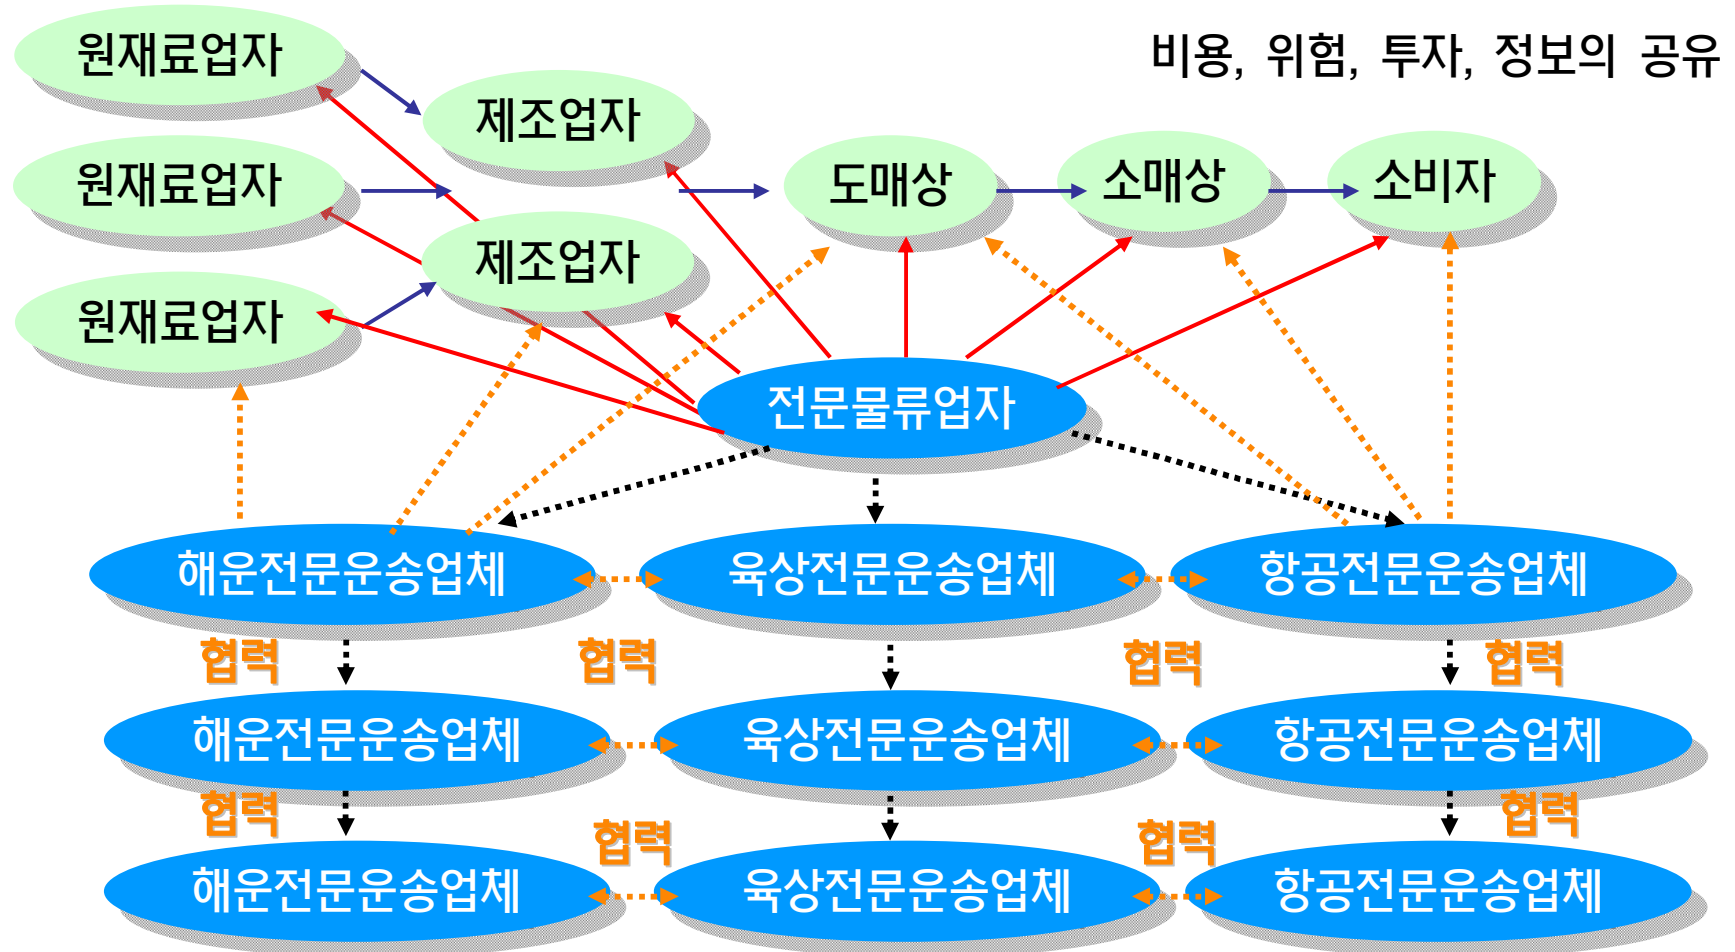 원재료업자
비용, 위험, 투자, 정보의 공유
제조업자
원재료업자
도매상
소매상
소비자
제조업자
원재료업자
전문물류업자
해운전문운송업체
육상전문운송업체
항공전문운송업체
협력
협력
협력
협력
해운전문운송업체
육상전문운송업체
항공전문운송업체
협력
협력
협력
협력
해운전문운송업체
육상전문운송업체
항공전문운송업체